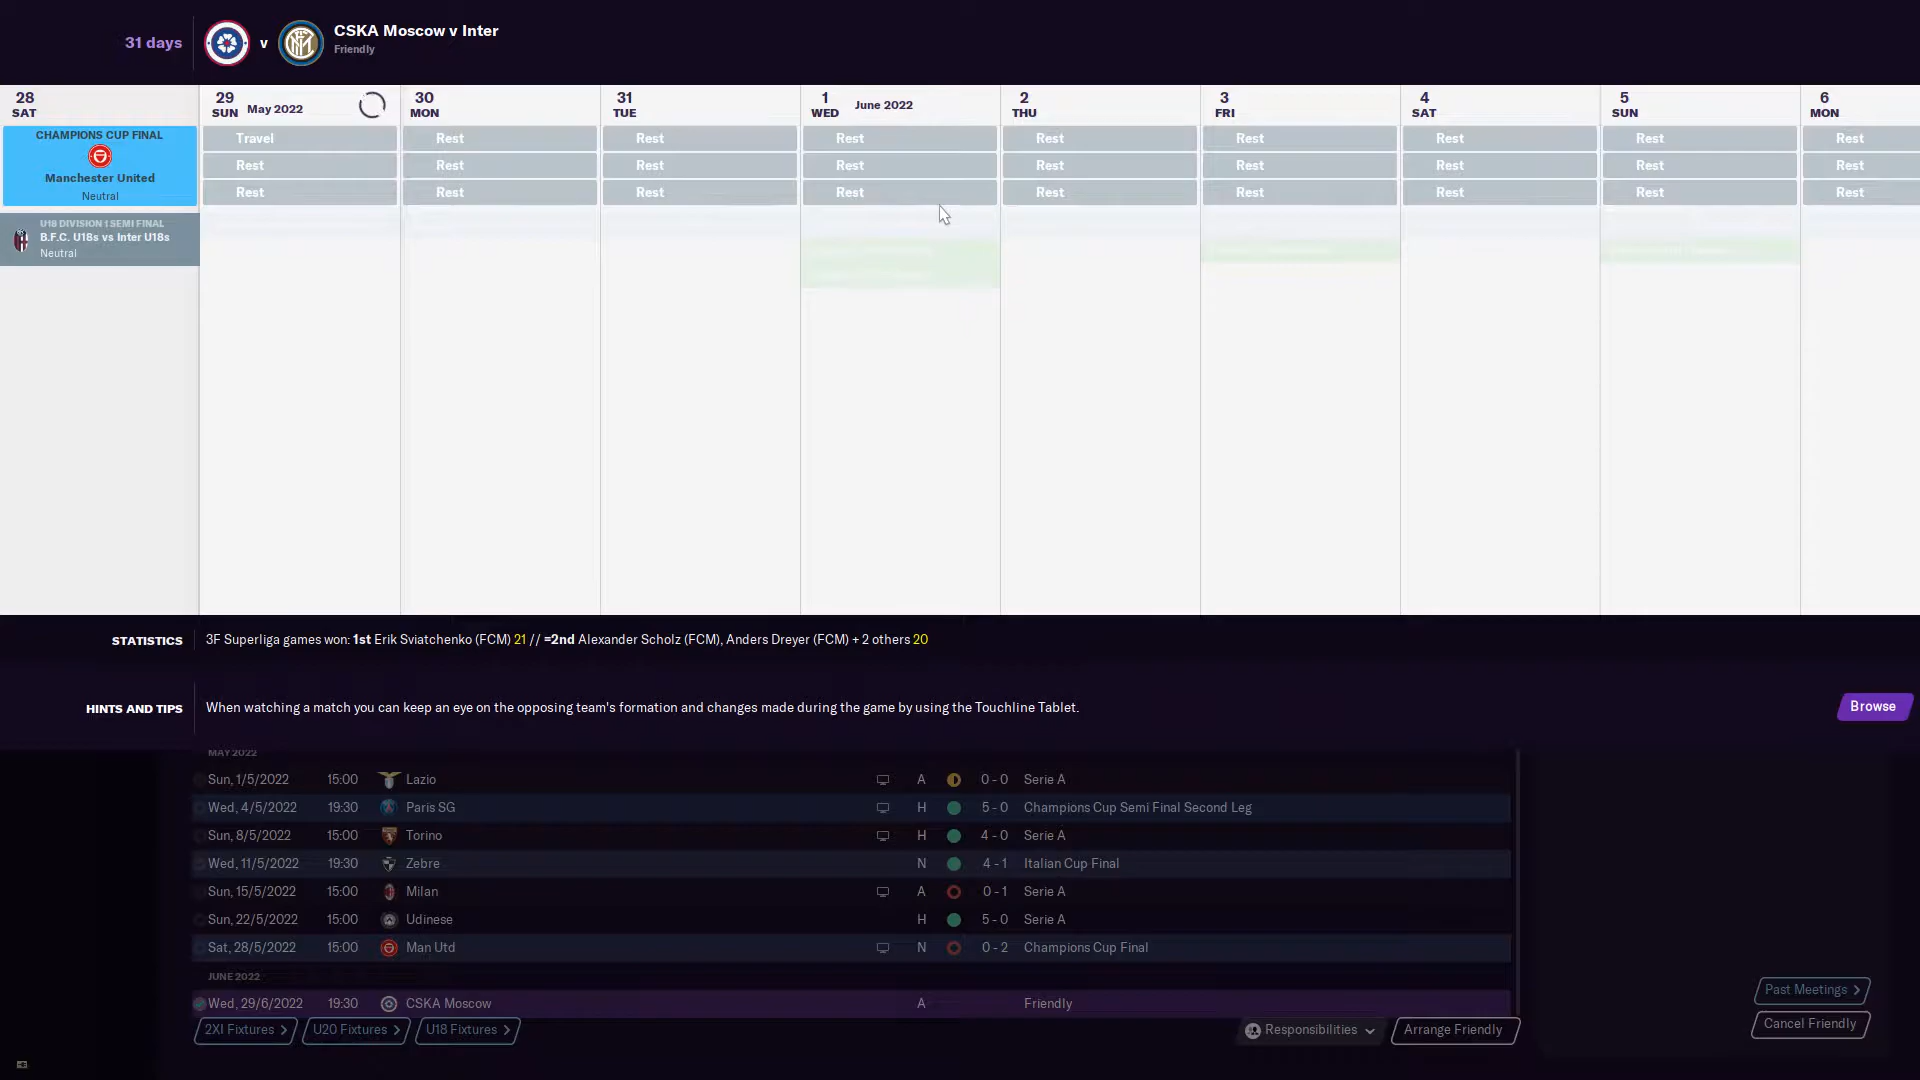 31 days
v
CSKA Moscow v Inter
Friendly
28
SAT
29
SUN May 2022
30
MON
31
TUE
1
WED June 2022
2
THU
3
FRI
4
SAT
5
SUN
6
MON
CHAMPIONS CUP FINAL
Manchester United
Neutral
Travel Rest Rest Rest Rest Rest Rest Rest Rest
Rest Rest Rest Rest Rest Rest Rest Rest Rest
Rest Rest Rest Rest Rest Rest Rest Rest Rest
U18 DIVISION 1 SEMI FINAL
B.F.C. U18s vs Inter U18s
Neutral
STATISTICS 3F Superliga games won: 1st Erik Sviatchenko (FCM) 21 // =2nd Alexander Scholz (FCM), Anders Dreyer (FCM) + 2 others 20
HINTS AND TIPS When watching a match you can keep an eye on the opposing team's formation and changes made during the game by using the Touchline Tablet.
Browse
MAY 2022
Sun, 1/5/2022 15:00 Lazio A 0 - 0 Serie A
Wed, 4/5/2022 19:30 Paris SG H 5 - 0 Champions Cup Semi Final Second Leg
Sun, 8/5/2022 15:00 Torino H 4 - 0 Serie A
Wed, 11/5/2022 19:30 Zebre N 4 - 1 Italian Cup Final
Sun, 15/5/2022 15:00 Milan A 0 - 1 Serie A
Sun, 22/5/2022 15:00 Udinese H 5 - 0 Serie A
Sat, 28/5/2022 15:00 Man Utd N 0 - 2 Champions Cup Final
JUNE 2022
Wed, 29/6/2022 19:30 CSKA Moscow A Friendly
2XI Fixtures
U20 Fixtures
U18 Fixtures
Responsibilities
Arrange Friendly
Past Meetings
Cancel Friendly